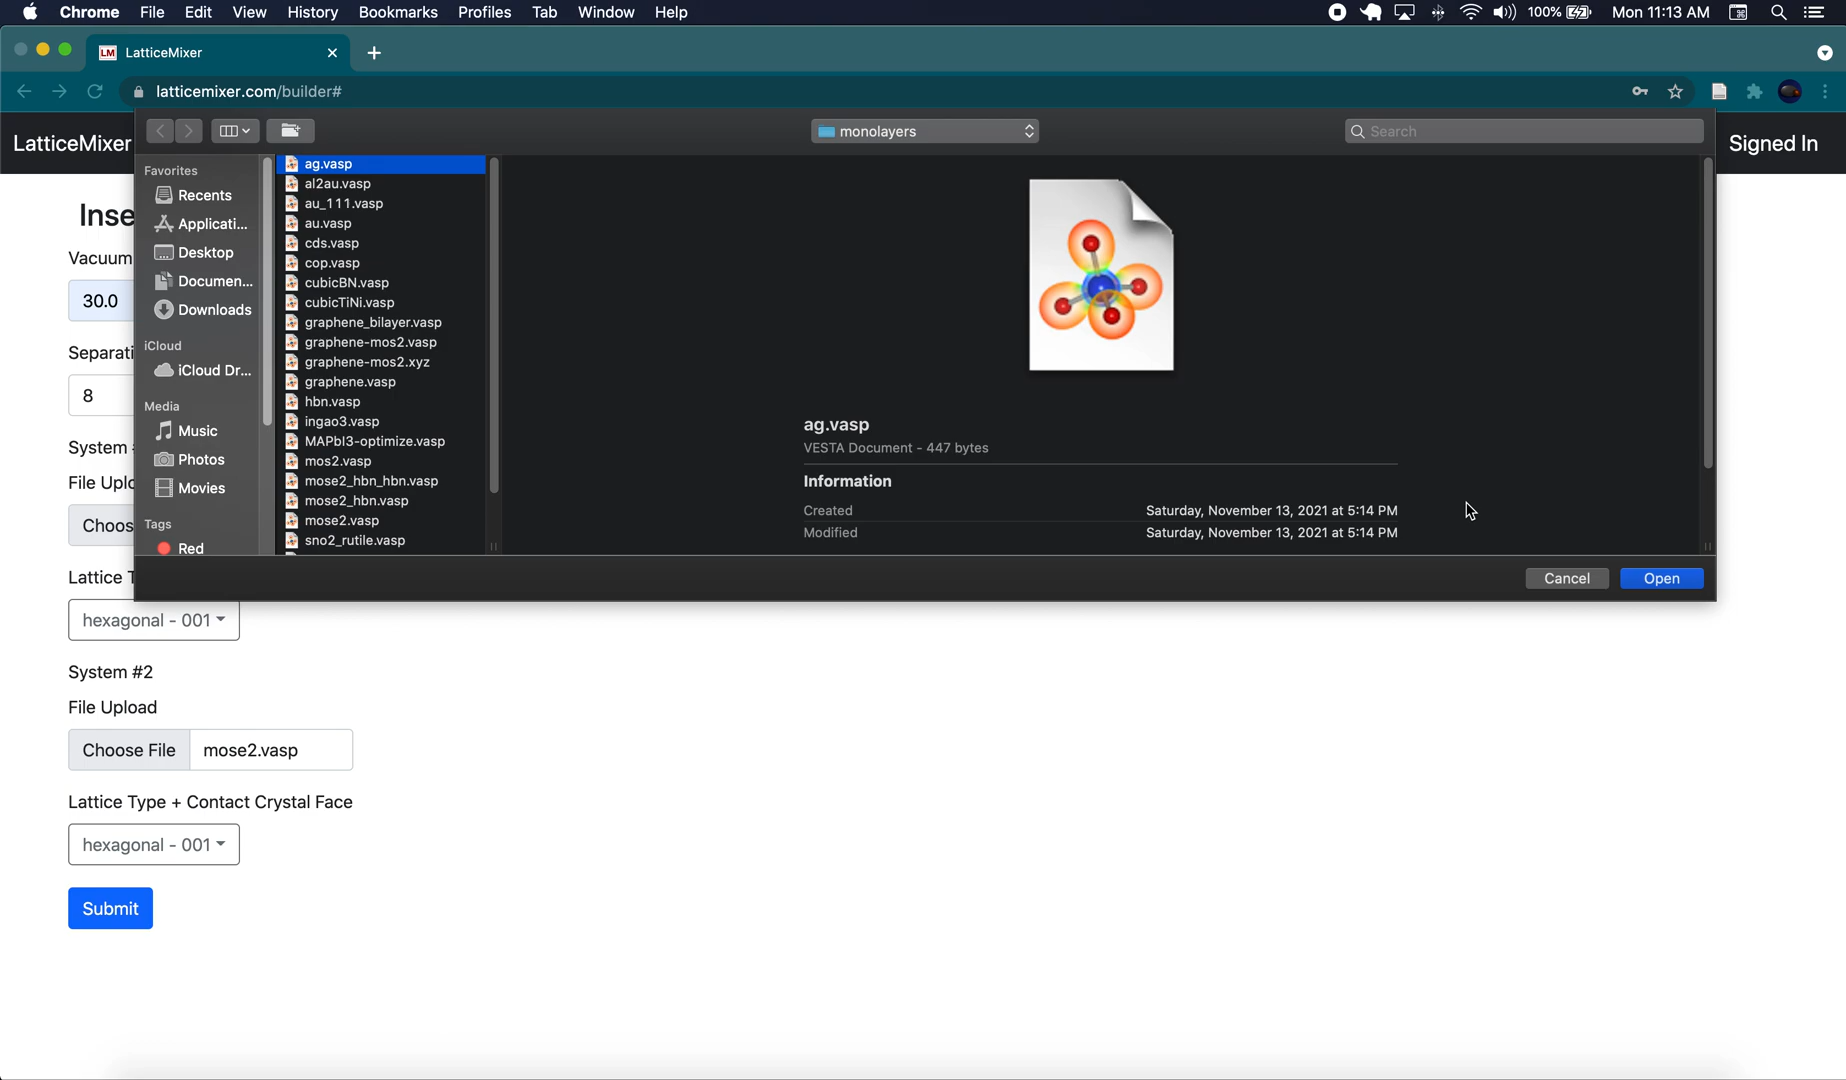 Chrome File Edit View History Bookmarks Profiles Tab Window Help 100% Mon 11:13 AM
LM LatticeMixer
latticemixer.com/builder#
LatticeMixer Signed In
monolayers
Search
Favorites
Recents
Applicati...
Desktop
Documen...
Downloads
iCloud
iCloud Dr...
Media
Music
Photos
Movies
Tags
Red
ag.vasp
al2au.vasp
au_111.vasp
au.vasp
cds.vasp
cop.vasp
cubicBN.vasp
cubicTiNi.vasp
graphene_bilayer.vasp
graphene-mos2.vasp
graphene-mos2.xyz
graphene.vasp
hbn.vasp
ingao3.vasp
MAPbI3-optimize.vasp
mos2.vasp
mose2_hbn_hbn.vasp
mose2_hbn.vasp
mose2.vasp
sno2_rutile.vasp
ag.vasp
VESTA Document - 447 bytes
Information
Created Saturday, November 13, 2021 at 5:14 PM
Modified Saturday, November 13, 2021 at 5:14 PM
Cancel Open
Inse
Vacuum
30.0
Separati
8
System
File Uplo
Choos
Lattice T
hexagonal - 001
System #2
File Upload
Choose File mose2.vasp
Lattice Type + Contact Crystal Face
hexagonal - 001
Submit